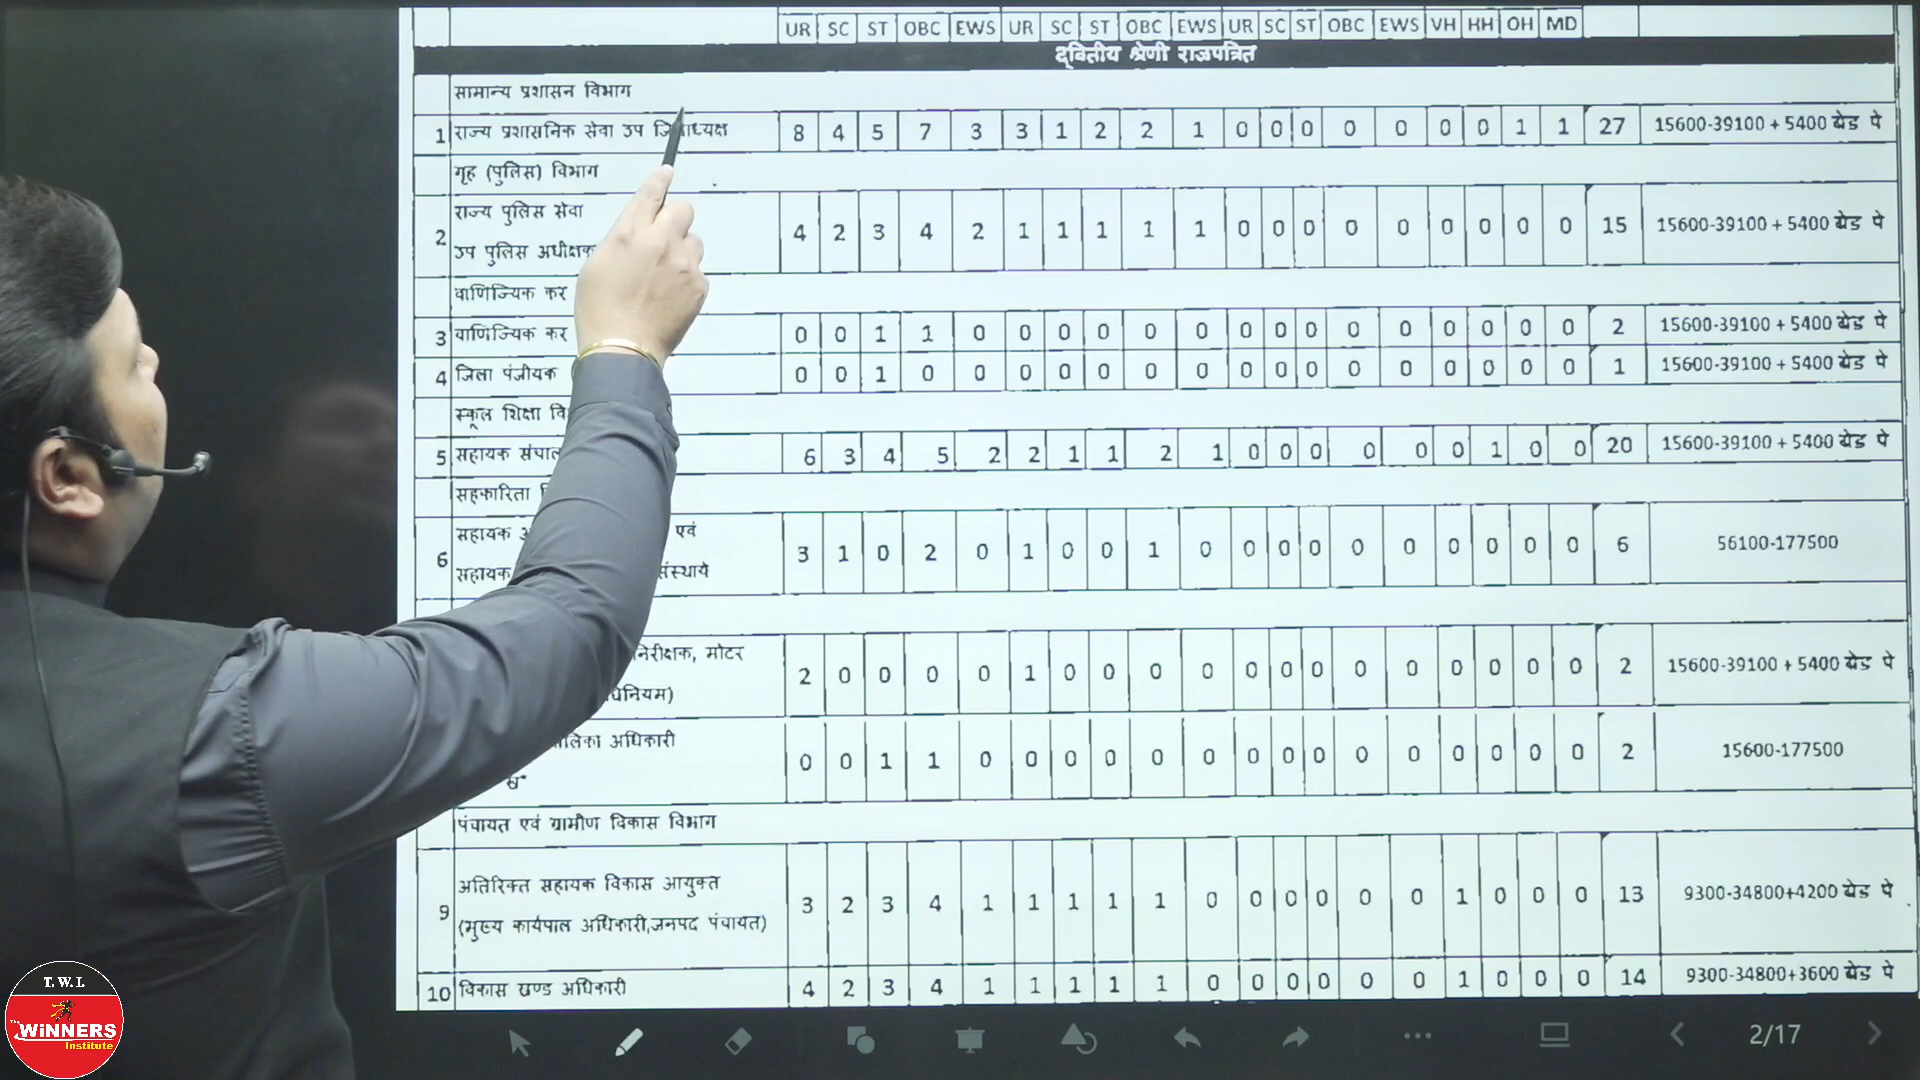 UR SC ST OBC EWS UR SC ST OBC EWS UR SC ST OBC EWS VH HH OH MD
द्वितीय श्रेणी राजपत्रित
सामान्य प्रशासन विभाग
1 राज्य प्रशासनिक सेवा उप 8 4 5 7 3 3 1 2 2 1 0 0 0 0 0 0 0 1 1 27 15600-39100 + 5400 ग्रेड पे
गृह (पुलिस) विभाग
2 राज्य पुलिस सेवा
उप पुलिस 4 2 3 4 2 1 1 1 1 1 0 0 0 0 0 0 0 0 0 15 15600-39100 + 5400 ग्रेड पे
वाणिज्यिक कर
3 वाणिज्यिक कर 0 0 1 1 0 0 0 0 0 0 0 0 0 0 0 0 0 0 0 2 15600-39100 + 5400 ग्रेड पे
4 जिला पंजीयक 0 0 1 0 0 0 0 0 0 0 0 0 0 0 0 0 0 0 0 1 15600-39100 + 5400 ग्रेड पे
स्कूल शिक्षा
5 सहायक 6 3 4 5 2 2 1 1 2 1 0 0 0 0 0 0 1 0 0 20 15600-39100 + 5400 ग्रेड पे
सहकारिता
6 सहायक एवं
सहायक संस्थाये 3 1 0 2 0 1 0 0 1 0 0 0 0 0 0 0 0 0 0 6 56100-177500
निरीक्षक, मोटर
2 0 0 0 0 1 0 0 0 0 0 0 0 0 0 0 0 0 0 2 15600-39100 + 5400 ग्रेड पे
अधिकारी
0 0 1 1 0 0 0 0 0 0 0 0 0 0 0 0 0 0 0 2 15600-177500
पंचायत एवं ग्रामीण विकास विभाग
9 अतिरिक्त सहायक विकास आयुक्त
(मुख्य कार्यपाल अधिकारी,जनपद पंचायत) 3 2 3 4 1 1 1 1 1 0 0 0 0 0 0 1 0 0 0 13 9300-34800+4200 ग्रेड पे
10 विकास खण्ड अधिकारी 4 2 3 4 1 1 1 1 1 0 0 0 0 0 0 1 0 0 0 14 9300-34800+3600 ग्रेड पे
T.W.I.
The WiNNERS
Institute
2/17